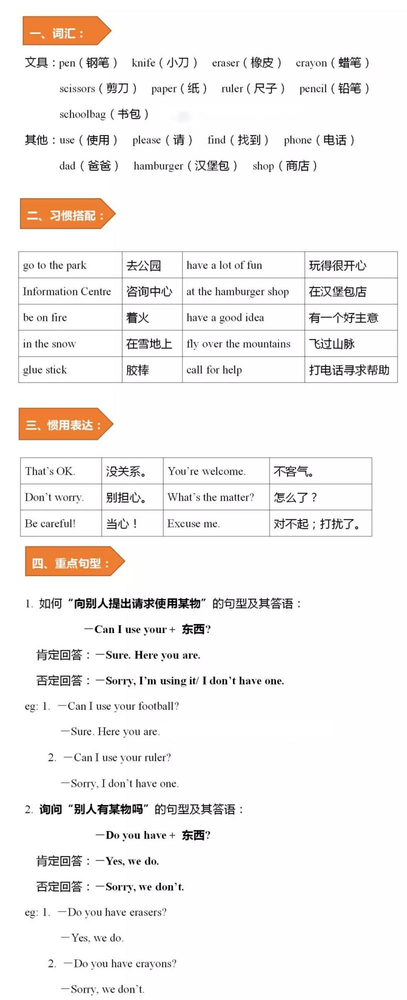 一、词汇：
文具：pen（钢笔） knife（小刀） eraser（橡皮） crayon（蜡笔）
scissors（剪刀） paper（纸） ruler（尺子） pencil（铅笔）
schoolbag（书包）
其他：use（使用） please（请） find（找到） phone（电话）
dad（爸爸） hamburger（汉堡包） shop（商店）
二、习惯搭配：
go to the park 去公园 have a lot of fun 玩得很开心
Information Centre 咨询中心 at the hamburger shop 在汉堡包店
be on fire 着火 have a good idea 有一个好主意
in the snow 在雪地上 fly over the mountains 飞过山脉
glue stick 胶棒 call for help 打电话寻求帮助
三、惯用表达：
That’s OK. 没关系。 You’re welcome. 不客气。
Don’t worry. 别担心。 What’s the matter? 怎么了？
Be careful! 当心！ Excuse me. 对不起；打扰了。
四、重点句型：
1. 如何“向别人提出请求使用某物”的句型及其答语：
－Can I use your + 东西?
肯定回答：－Sure. Here you are.
否定回答：－Sorry, I’m using it/ I don’t have one.
eg: 1. －Can I use your football?
－Sure. Here you are.
2. －Can I use your ruler?
－Sorry, I don’t have one.
2. 询问“别人有某物吗”的句型及其答语：
－Do you have + 东西?
肯定回答：－Yes, we do.
否定回答：－Sorry, we don’t.
eg: 1. －Do you have erasers?
－Yes, we do.
2. －Do you have crayons?
－Sorry, we don’t.